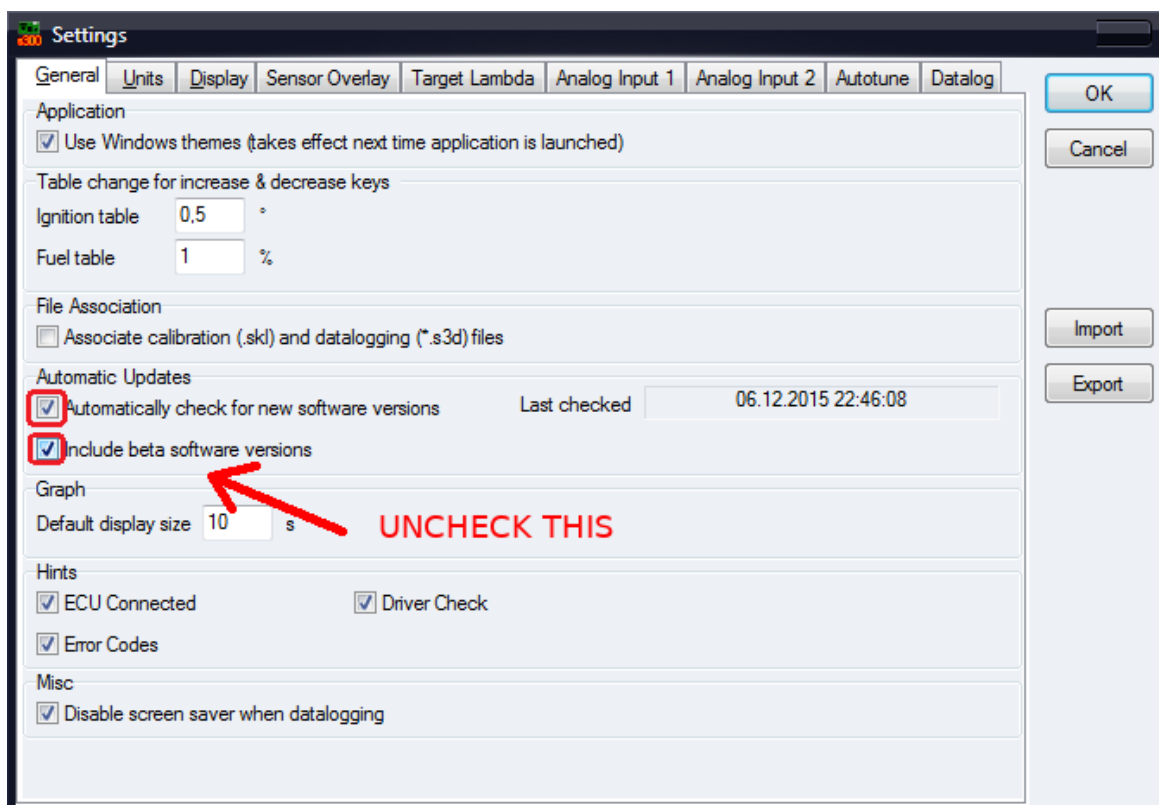 s300 Settings
General Units Display Sensor Overlay Target Lambda Analog Input 1 Analog Input 2 Autotune Datalog
OK
Application
Use Windows themes (takes effect next time application is launched)
Cancel
Table change for increase & decrease keys
Ignition table 0,5 °
Fuel table 1 %
File Association
Associate calibration (.skl) and datalogging (*.s3d) files
Import
Automatic Updates
Export
Automatically check for new software versions Last checked 06.12.2015 22:46:08
Include beta software versions
Graph
Default display size 10 s
UNCHECK THIS
Hints
ECU Connected Driver Check
Error Codes
Misc
Disable screen saver when datalogging